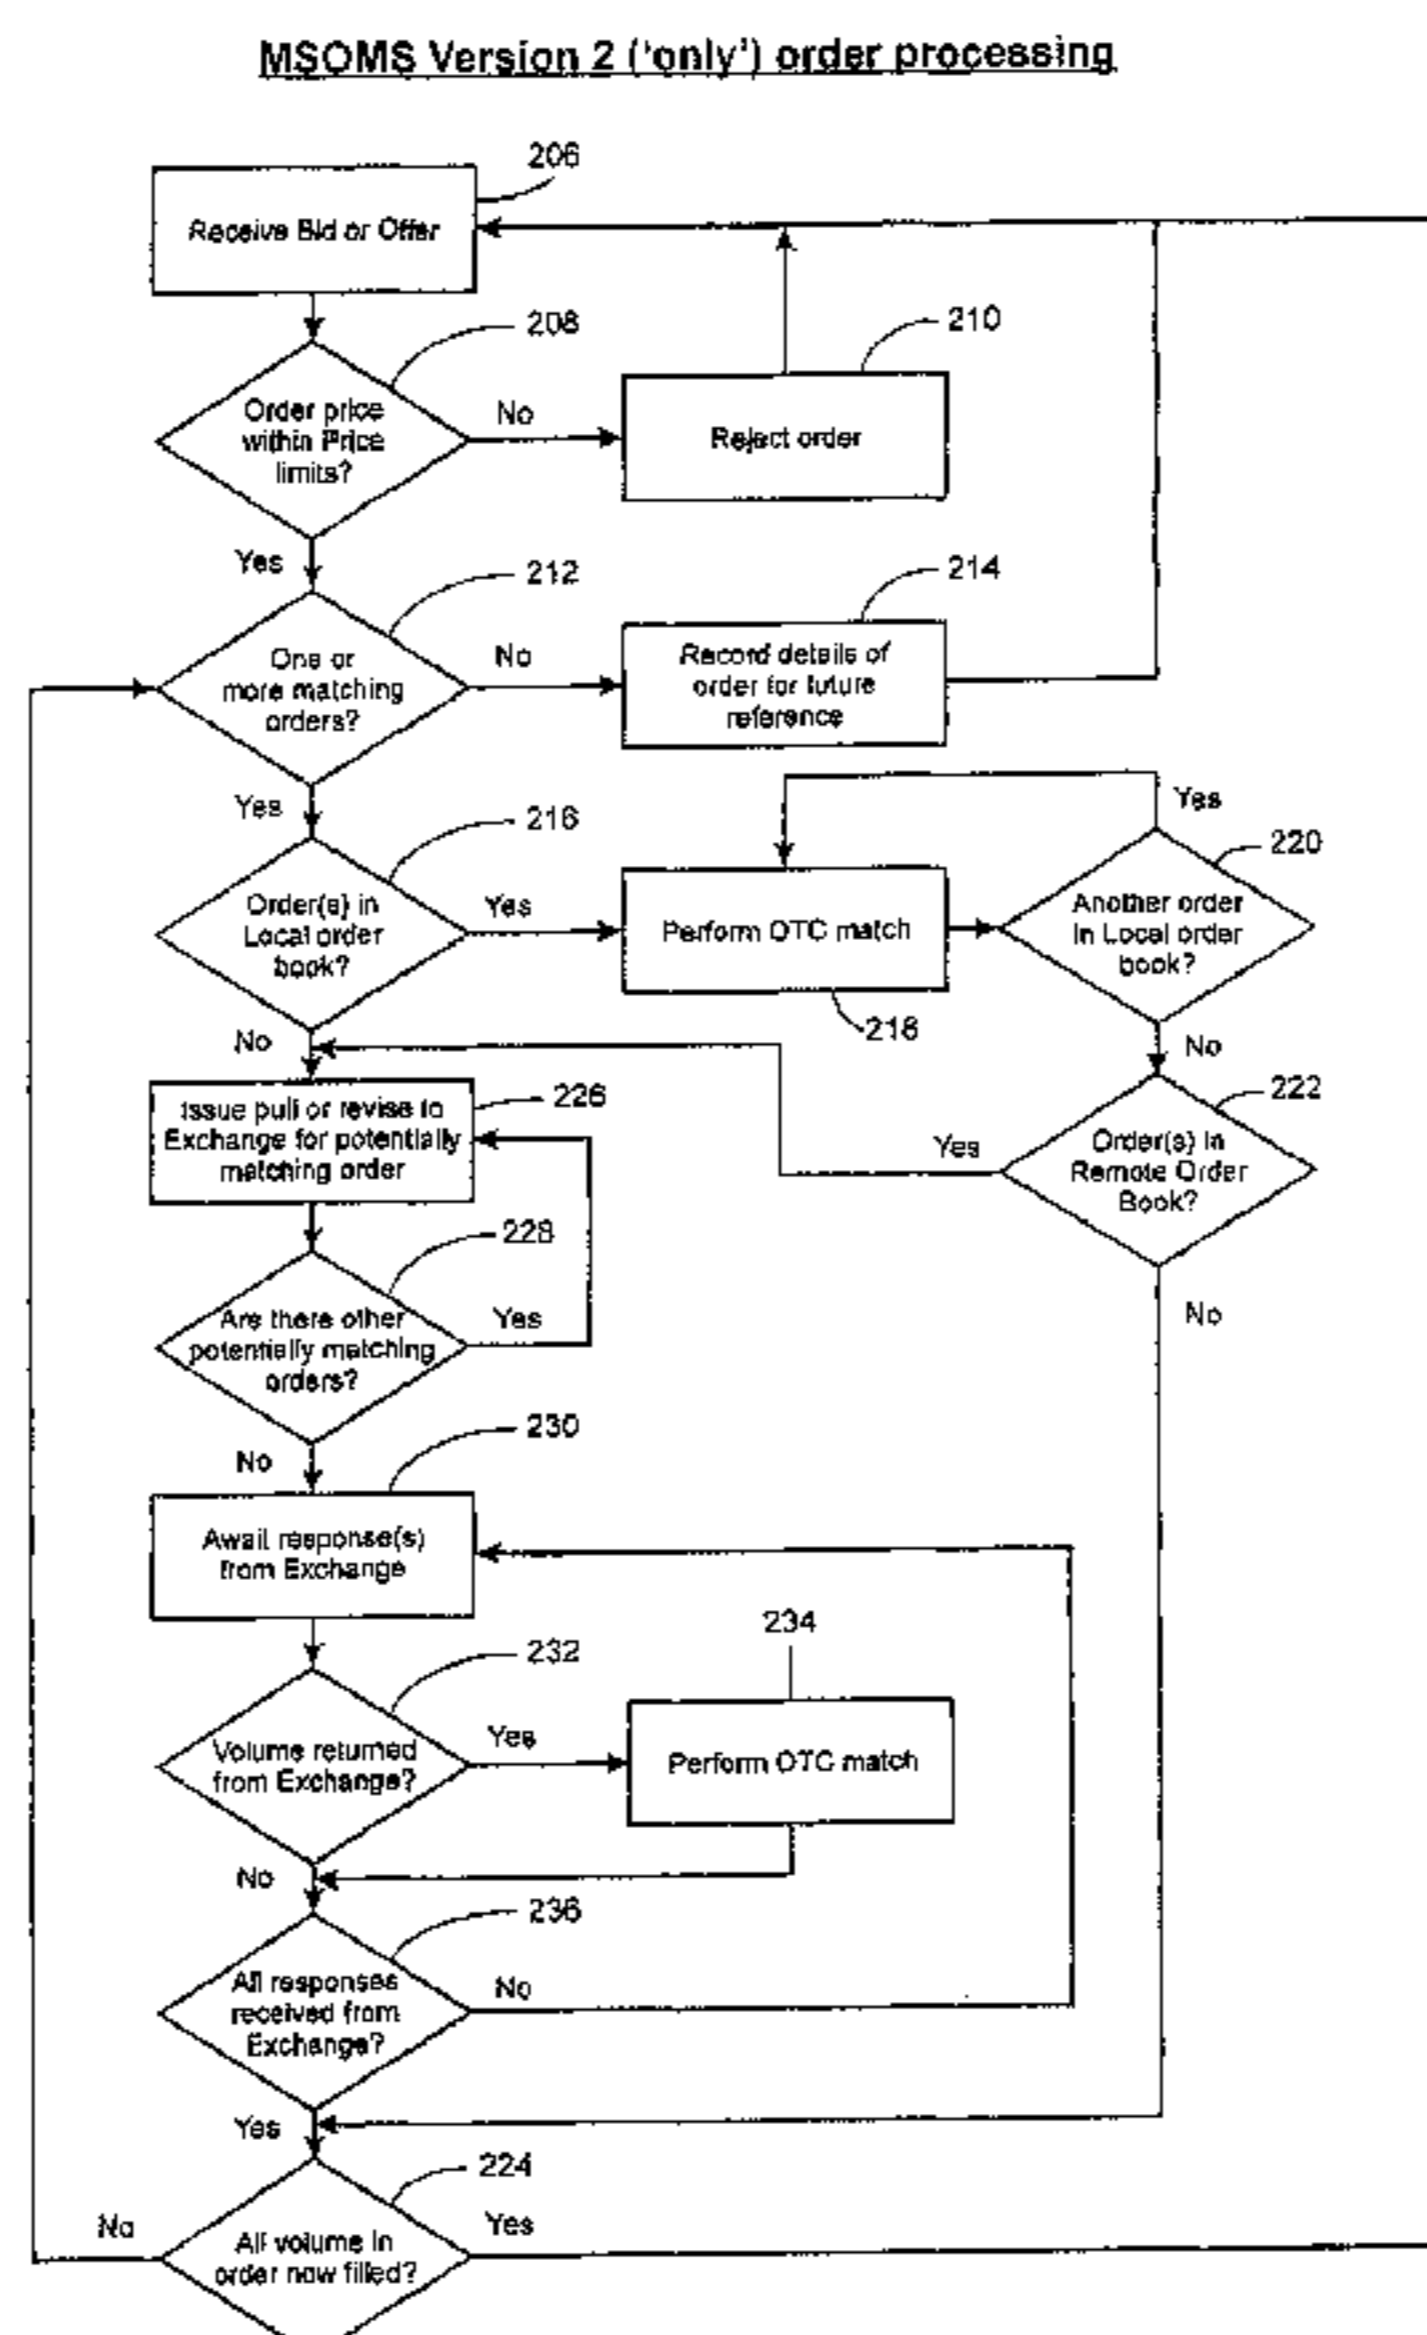 MSOMS Version 2 ('only') order processing
206
Receive Bid or Offer
208
210
Order price
within Price
limits?
No
Reject order
Yes
212
214
One or
more matching
orders?
No
Record details of
order for future
reference
Yes
216
Yes
220
Order(s) in
Local order
book?
Yes
Perform OTC match
Another order
in Local order
book?
218
No
No
226
222
Issue pull or revise to
Exchange for potentially
matching order
Yes
Order(s) in
Remote Order
Book?
228
Are there other
potentially matching
orders?
Yes
No
230
No
Await response(s)
from Exchange
234
232
Volume returned
from Exchange?
Yes
Perform OTC match
No
236
All responses
received from
Exchange?
No
Yes
224
No
All volume in
order now filled?
Yes